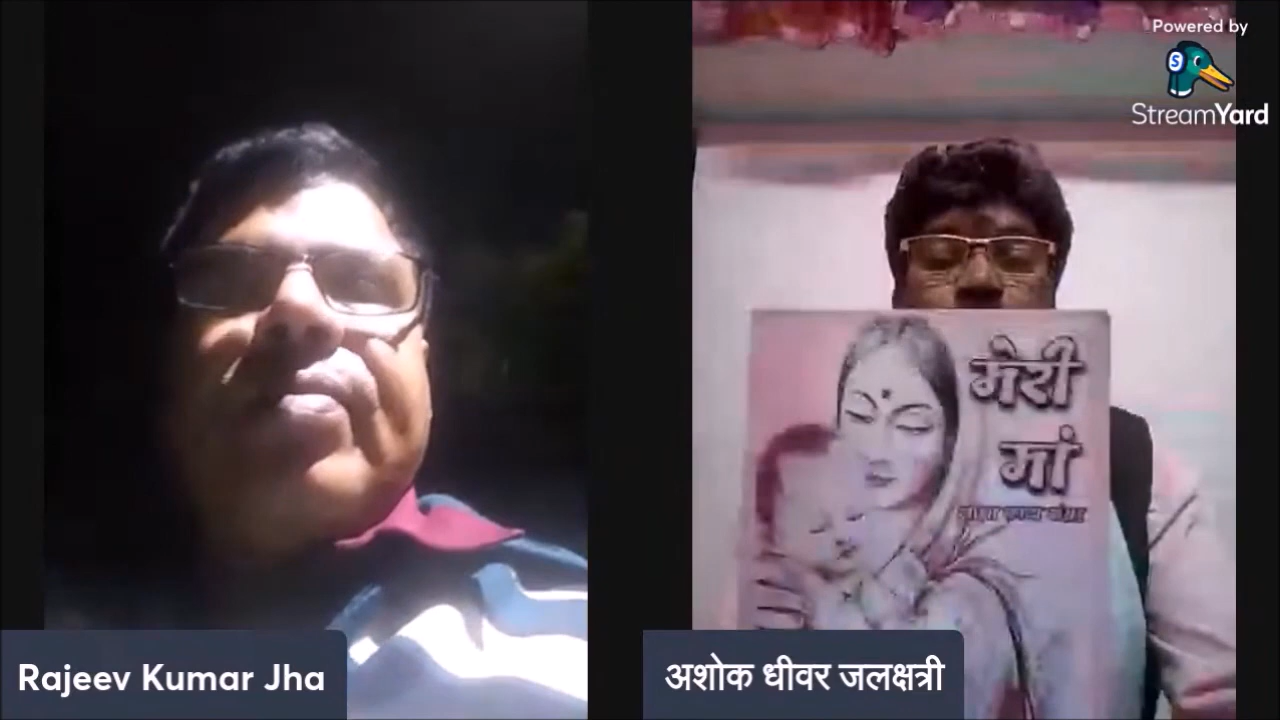 Powered by
StreamYard
मेरी
मां
Rajeev Kumar Jha
अशोक धीवर जलक्षत्री